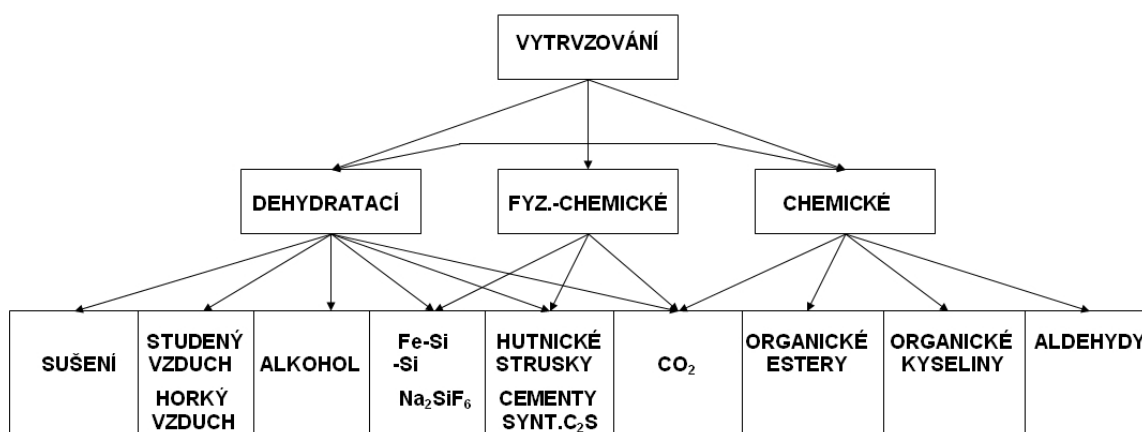 VYTRVZOVÁNÍ
DEHYDRATACÍ
FYZ.-CHEMICKÉ
CHEMICKÉ
SUŠENÍ
STUDENÝ
VZDUCH
HORKÝ
VZDUCH
ALKOHOL
Fe-Si
-Si
Na₂SiF₆
HUTNICKÉ
STRUSKY
CEMENTY
SYNT.C₂S
CO₂
ORGANICKÉ
ESTERY
ORGANICKÉ
KYSELINY
ALDEHYDY